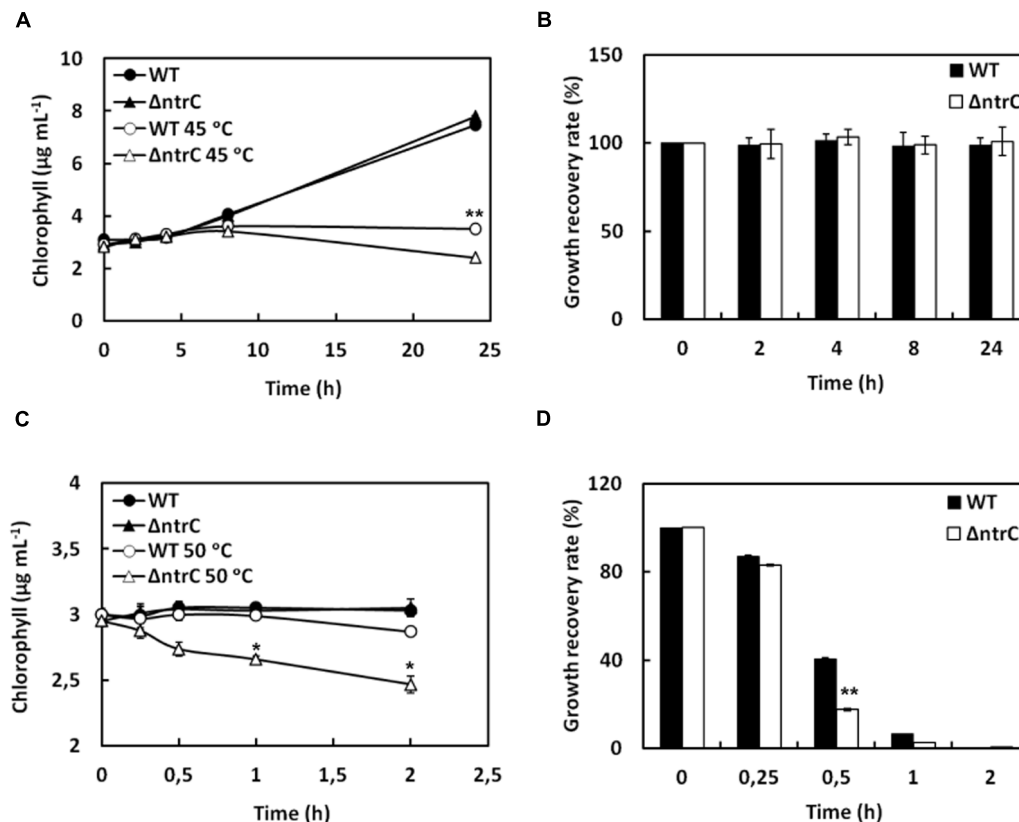 A
Chlorophyll (µg mL-1)
10
8
6
4
2
0
WT
ΔntrC
WT 45 °C
ΔntrC 45 °C
**
0 5 10 15 20 25
Time (h)
B
Growth recovery rate (%)
150
100
50
0
WT
ΔntrC
0 2 4 8 24
Time (h)
C
Chlorophyll (µg mL-1)
4
3,5
3
2,5
2
WT
ΔntrC
WT 50 °C
ΔntrC 50 °C
*
*
0 0,5 1 1,5 2 2,5
Time (h)
D
Growth recovery rate (%)
120
80
40
0
WT
ΔntrC
**
0 0,25 0,5 1 2
Time (h)